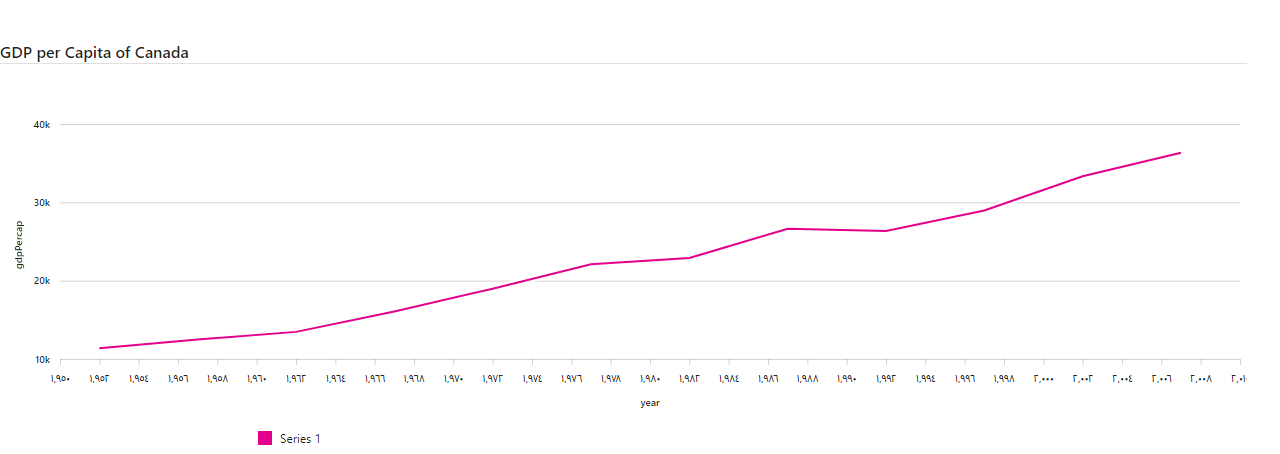 GDP per Capita of Canada
40k
30k
20k
10k
gdpPercap
١,٩٥٠ ١,٩٥٢ ١,٩٥٤ ١,٩٥٦ ١,٩٥٨ ١,٩٦٠ ١,٩٦٢ ١,٩٦٤ ١,٩٦٦ ١,٩٦٨ ١,٩٧٠ ١,٩٧٢ ١,٩٧٤ ١,٩٧٦ ١,٩٧٨ ١,٩٨٠ ١,٩٨٢ ١,٩٨٤ ١,٩٨٦ ١,٩٨٨ ١,٩٩٠ ١,٩٩٢ ١,٩٩٤ ١,٩٩٦ ١,٩٩٨ ٢,٠٠٠ ٢,٠٠٢ ٢,٠٠٤ ٢,٠٠٦ ٢,٠٠٨
year
Series 1